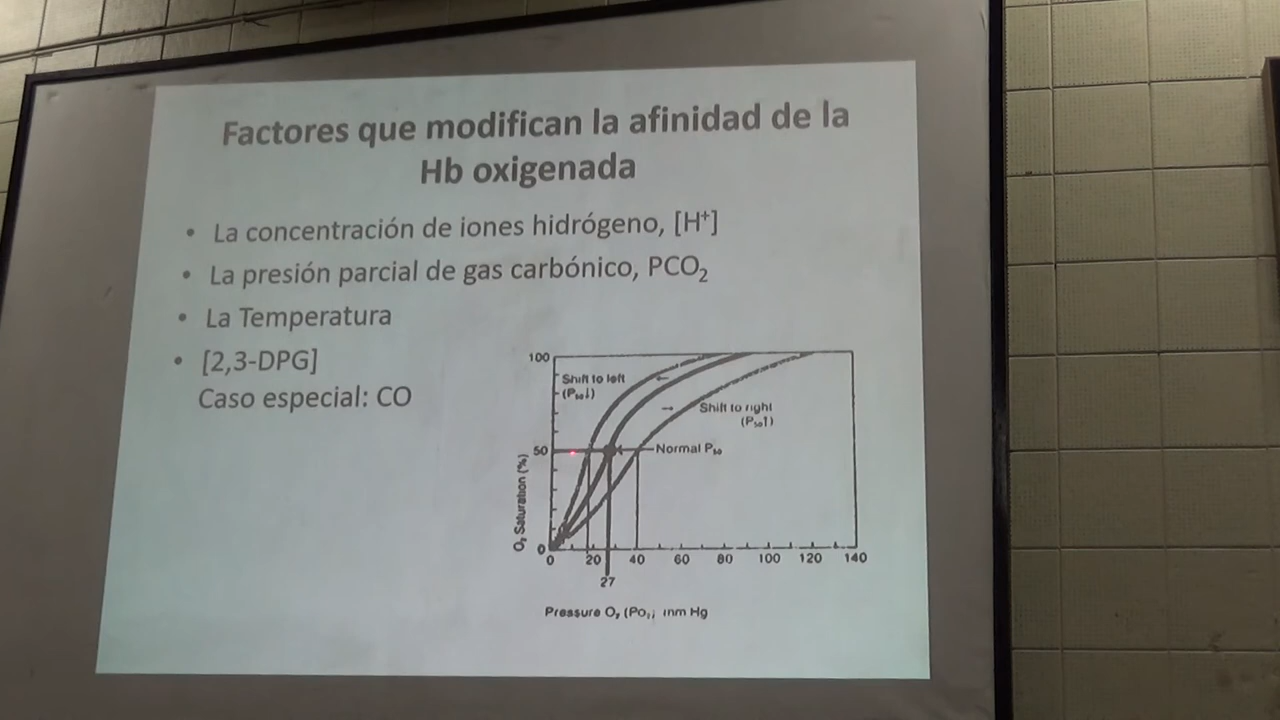 Factores que modifican la afinidad de la
Hb oxigenada
• La concentración de iones hidrógeno, [H⁺]
• La presión parcial de gas carbónico, PCO₂
• La Temperatura
• [2,3-DPG]
Caso especial: CO
100
Shift to left
(P₅₀↓)
Shift to right
(P₅₀↑)
50
Normal P₅₀
O₂ Saturation (%)
0
0 20 40 60 80 100 120 140
27
Pressure O₂ (Po₂) mm Hg